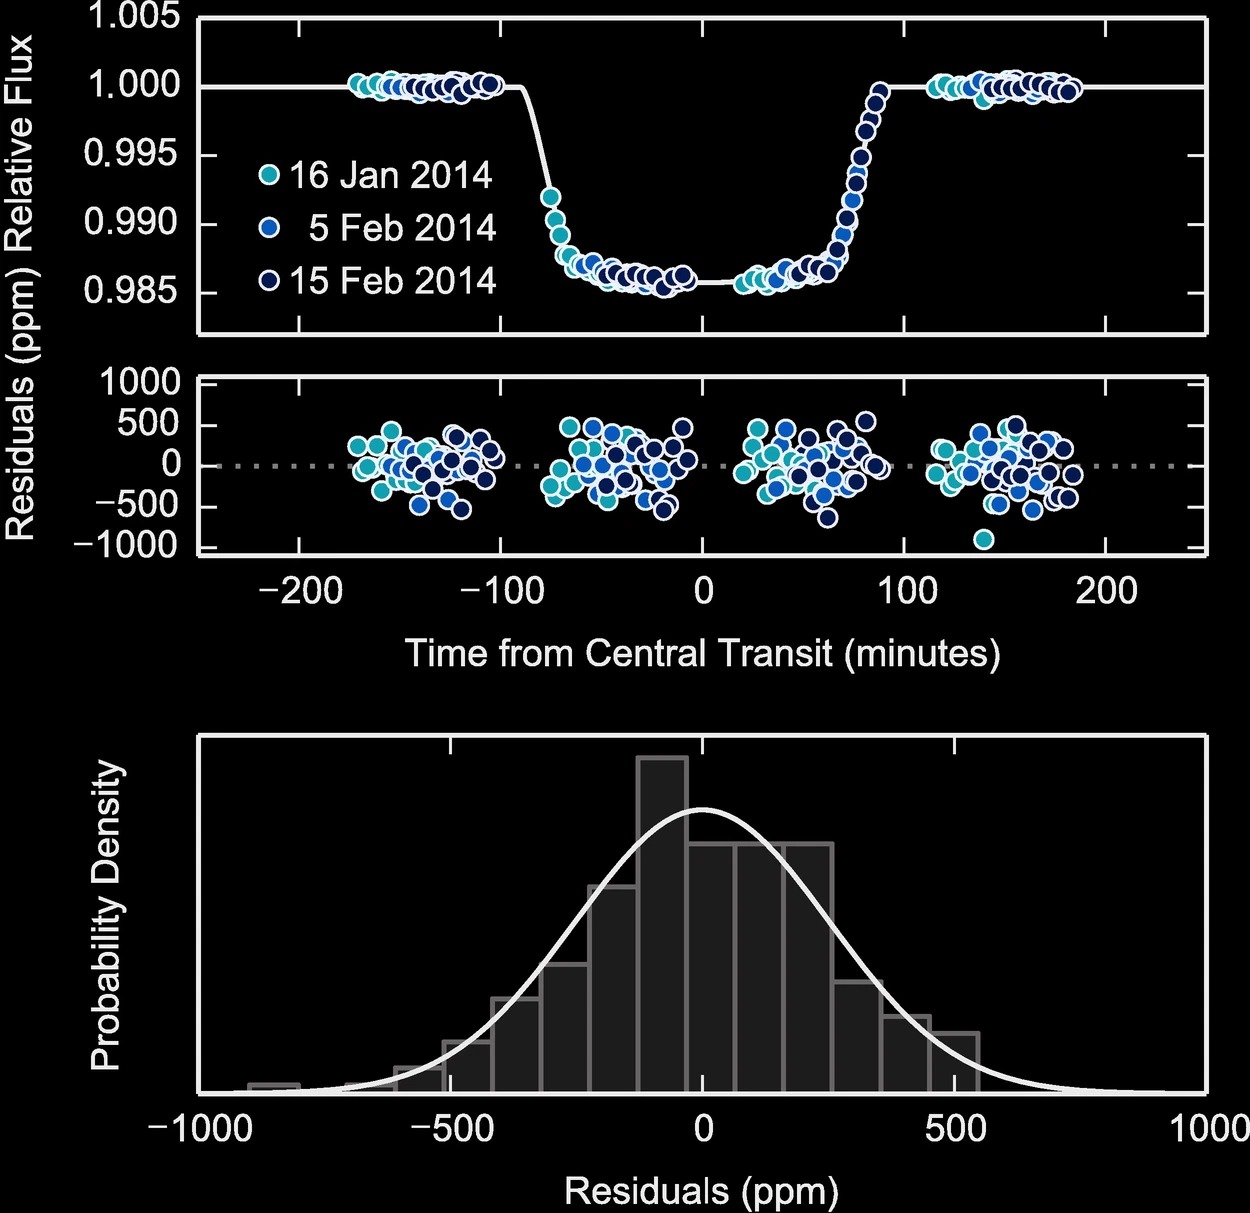 Relative Flux
1.005
1.000
0.995
0.990
0.985
16 Jan 2014
5 Feb 2014
15 Feb 2014
Residuals (ppm)
1000
500
0
−500
−1000
−200 −100 0 100 200
Time from Central Transit (minutes)
Probability Density
−1000 −500 0 500 1000
Residuals (ppm)